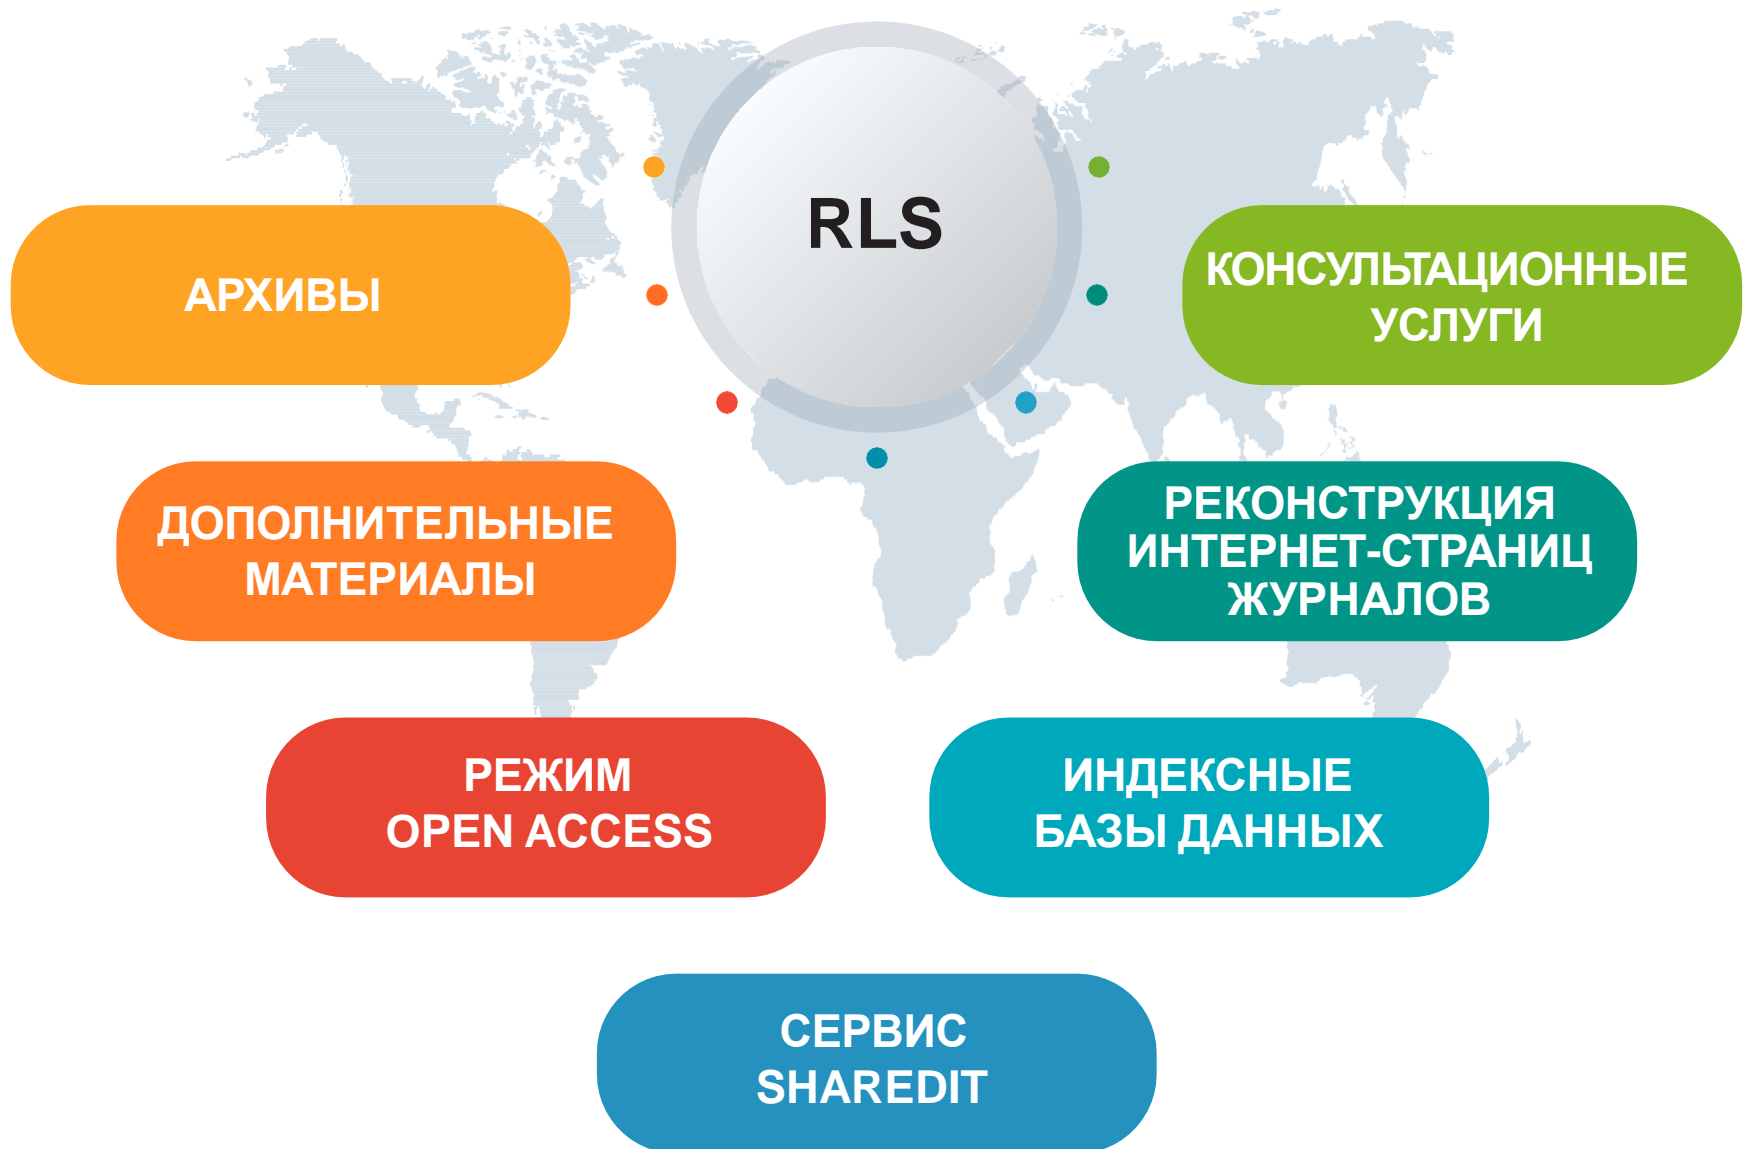 RLS
АРХИВЫ
КОНСУЛЬТАЦИОННЫЕ
УСЛУГИ
ДОПОЛНИТЕЛЬНЫЕ
МАТЕРИАЛЫ
РЕКОНСТРУКЦИЯ
ИНТЕРНЕТ-СТРАНИЦ
ЖУРНАЛОВ
РЕЖИМ
OPEN ACCESS
ИНДЕКСНЫЕ
БАЗЫ ДАННЫХ
СЕРВИС
SHAREDIT